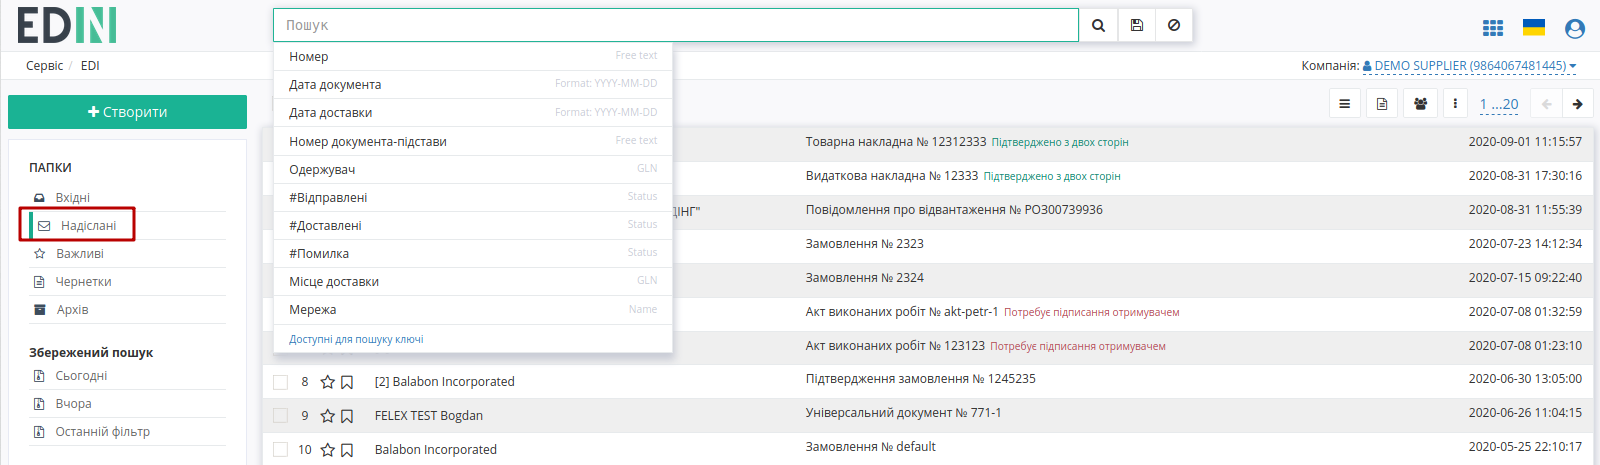 EDIN
Пошук
Сервіс / EDI
Компанія: DEMO SUPPLIER (9864067481445)
Створити
ПАПКИ
Вхідні
Надіслані
Важливі
Чернетки
Архів
Збережений пошук
Сьогодні
Вчора
Останній фільтр
Номер Free text
Дата документа Format: YYYY-MM-DD
Дата доставки Format: YYYY-MM-DD
Номер документа-підстави Free text
Одержувач GLN
#Відправлені Status
#Доставлені Status
#Помилка Status
Місце доставки GLN
Мережа Name
Доступні для пошуку ключі
1 ...20
Товарна накладна № 12312333 Підтверджено з двох сторін 2020-09-01 11:15:57
Видаткова накладна № 12333 Підтверджено з двох сторін 2020-08-31 17:30:16
ДІНГ" Повідомлення про відвантаження № PO300739936 2020-08-31 11:55:39
Замовлення № 2323 2020-07-23 14:12:34
Замовлення № 2324 2020-07-15 09:22:40
Акт виконаних робіт № akt-petr-1 Потребує підписання отримувачем 2020-07-08 01:32:59
Акт виконаних робіт № 123123 Потребує підписання отримувачем 2020-07-08 01:23:10
8 [2] Balabon Incorporated Підтвердження замовлення № 1245235 2020-06-30 13:05:00
9 FELEX TEST Bogdan Універсальний документ № 771-1 2020-06-26 11:04:15
10 Balabon Incorporated Замовлення № default 2020-05-25 22:10:17